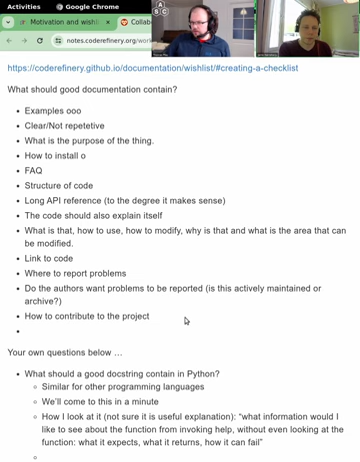 Activities
Google Chrome
Motivation and wishl
Collab
notes.coderefinery.org/wor
https://coderefinery.github.io/documentation/wishlist/#creating-a-checklist
What should good documentation contain?
• Examples ooo
• Clear/Not repetetive
• What is the purpose of the thing.
• How to install o
• FAQ
• Structure of code
• Long API reference (to the degree it makes sense)
• The code should also explain itself
• What is that, how to use, how to modify, why is that and what is the area that can
be modified.
• Link to code
• Where to report problems
• Do the authors want problems to be reported (is this actively maintained or
archive?)
• How to contribute to the project
Your own questions below …
• What should a good docstring contain in Python?
◦ Similar for other programming languages
◦ We'll come to this in a minute
◦ How I look at it (not sure it is useful explanation): “what information would I
like to see about the function from invoking help, without even looking at the
function: what it expects, what it returns, how it can fail”